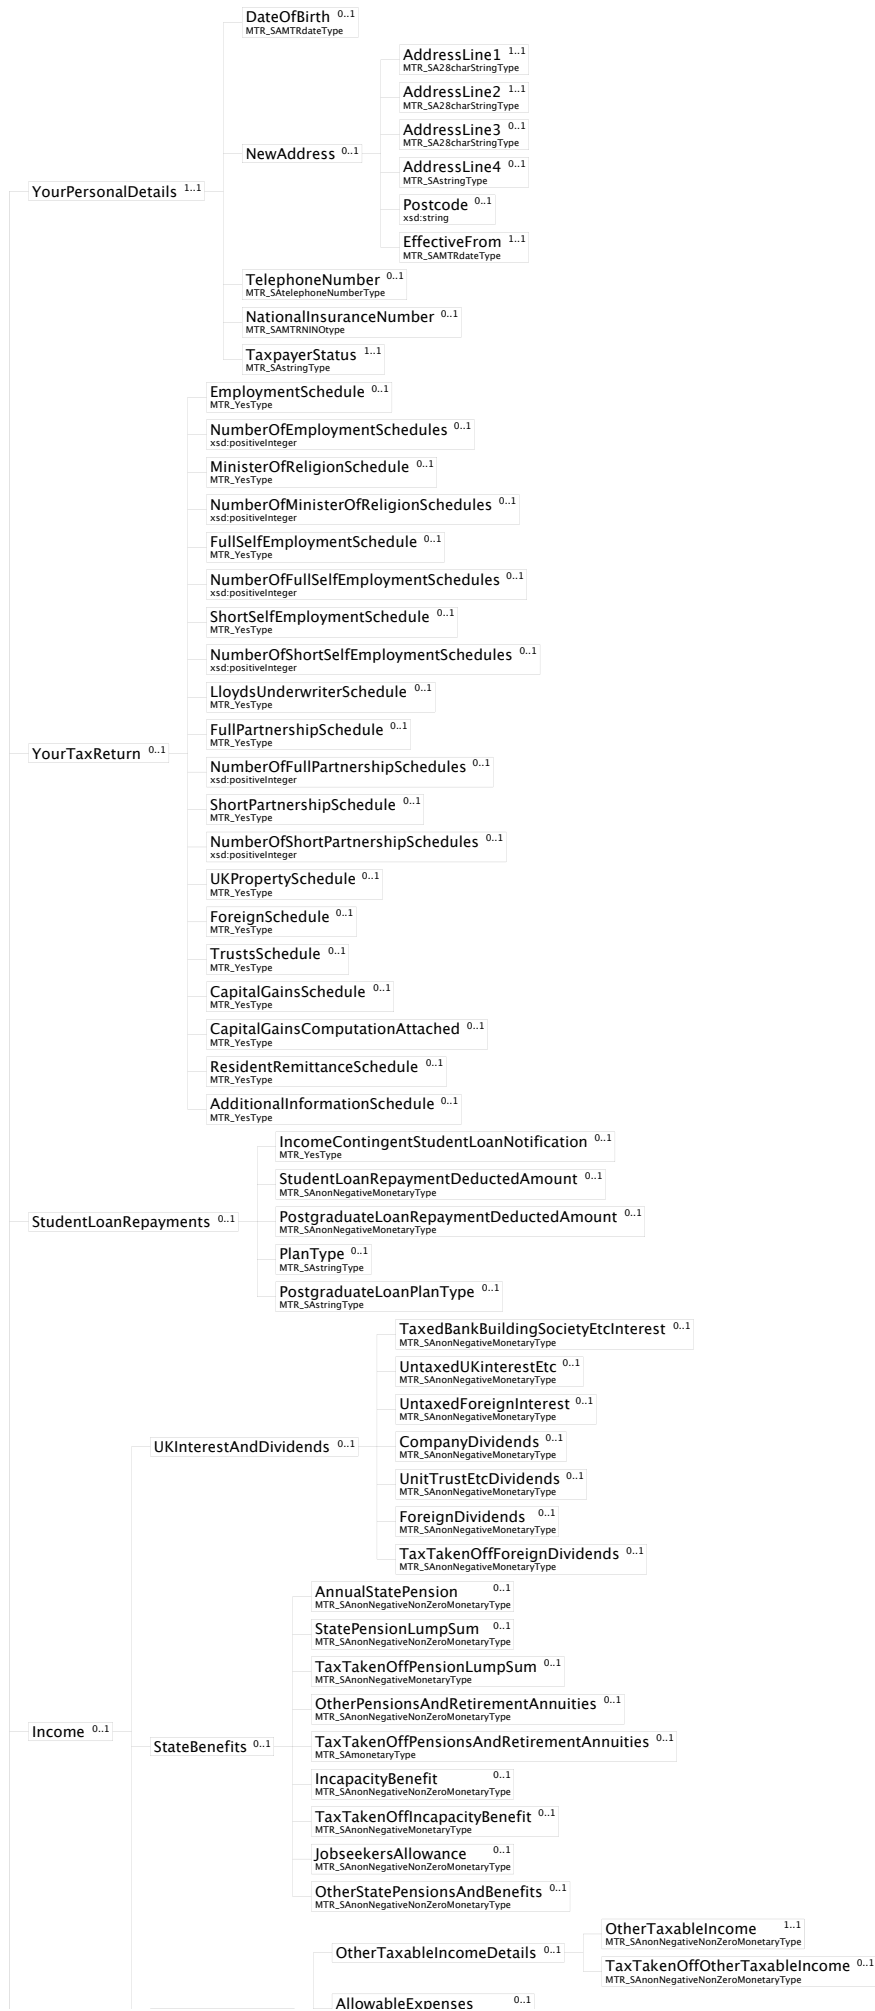 DateOfBirth 0..1
MTR_SAMTRdateType
AddressLine1 1..1
MTR_SA28charStringType
AddressLine2 1..1
MTR_SA28charStringType
AddressLine3 0..1
MTR_SA28charStringType
NewAddress 0..1
AddressLine4 0..1
MTR_SAstringType
YourPersonalDetails 1..1
Postcode 0..1
xsd:string
EffectiveFrom 1..1
MTR_SAMTRdateType
TelephoneNumber 0..1
MTR_SAtelephoneNumberType
NationalInsuranceNumber 0..1
MTR_SAMTRNINOtype
TaxpayerStatus 1..1
MTR_SAstringType
EmploymentSchedule 0..1
MTR_YesType
NumberOfEmploymentSchedules 0..1
xsd:positiveInteger
MinisterOfReligionSchedule 0..1
MTR_YesType
NumberOfMinisterOfReligionSchedules 0..1
xsd:positiveInteger
FullSelfEmploymentSchedule 0..1
MTR_YesType
NumberOfFullSelfEmploymentSchedules 0..1
xsd:positiveInteger
ShortSelfEmploymentSchedule 0..1
MTR_YesType
NumberOfShortSelfEmploymentSchedules 0..1
xsd:positiveInteger
LloydsUnderwriterSchedule 0..1
MTR_YesType
FullPartnershipSchedule 0..1
MTR_YesType
YourTaxReturn 0..1
NumberOfFullPartnershipSchedules 0..1
xsd:positiveInteger
ShortPartnershipSchedule 0..1
MTR_YesType
NumberOfShortPartnershipSchedules 0..1
xsd:positiveInteger
UKPropertySchedule 0..1
MTR_YesType
ForeignSchedule 0..1
MTR_YesType
TrustsSchedule 0..1
MTR_YesType
CapitalGainsSchedule 0..1
MTR_YesType
CapitalGainsComputationAttached 0..1
MTR_YesType
ResidentRemittanceSchedule 0..1
MTR_YesType
AdditionalInformationSchedule 0..1
MTR_YesType
IncomeContingentStudentLoanNotification 0..1
MTR_YesType
StudentLoanRepaymentDeductedAmount 0..1
MTR_SAnonNegativeMonetaryType
StudentLoanRepayments 0..1
PostgraduateLoanRepaymentDeductedAmount 0..1
MTR_SAnonNegativeMonetaryType
PlanType 0..1
MTR_SAstringType
PostgraduateLoanPlanType 0..1
MTR_SAstringType
TaxedBankBuildingSocietyEtcInterest 0..1
MTR_SAnonNegativeMonetaryType
UntaxedUKinterestEtc 0..1
MTR_SAnonNegativeMonetaryType
UntaxedForeignInterest 0..1
MTR_SAnonNegativeMonetaryType
UKInterestAndDividends 0..1
CompanyDividends 0..1
MTR_SAnonNegativeMonetaryType
UnitTrustEtcDividends 0..1
MTR_SAnonNegativeMonetaryType
ForeignDividends 0..1
MTR_SAnonNegativeMonetaryType
TaxTakenOffForeignDividends 0..1
MTR_SAnonNegativeMonetaryType
AnnualStatePension 0..1
MTR_SAnonNegativeNonZeroMonetaryType
StatePensionLumpSum 0..1
MTR_SAnonNegativeNonZeroMonetaryType
TaxTakenOffPensionLumpSum 0..1
MTR_SAnonNegativeMonetaryType
OtherPensionsAndRetirementAnnuities 0..1
MTR_SAnonNegativeNonZeroMonetaryType
Income 0..1
StateBenefits 0..1
TaxTakenOffPensionsAndRetirementAnnuities 0..1
MTR_SAmonetaryType
IncapacityBenefit 0..1
MTR_SAnonNegativeNonZeroMonetaryType
TaxTakenOffIncapacityBenefit 0..1
MTR_SAnonNegativeMonetaryType
JobseekersAllowance 0..1
MTR_SAnonNegativeNonZeroMonetaryType
OtherStatePensionsAndBenefits 0..1
MTR_SAnonNegativeNonZeroMonetaryType
OtherTaxableIncome 1..1
MTR_SAnonNegativeNonZeroMonetaryType
OtherTaxableIncomeDetails 0..1
TaxTakenOffOtherTaxableIncome 0..1
MTR_SAnonNegativeNonZeroMonetaryType
AllowableExpenses 0..1